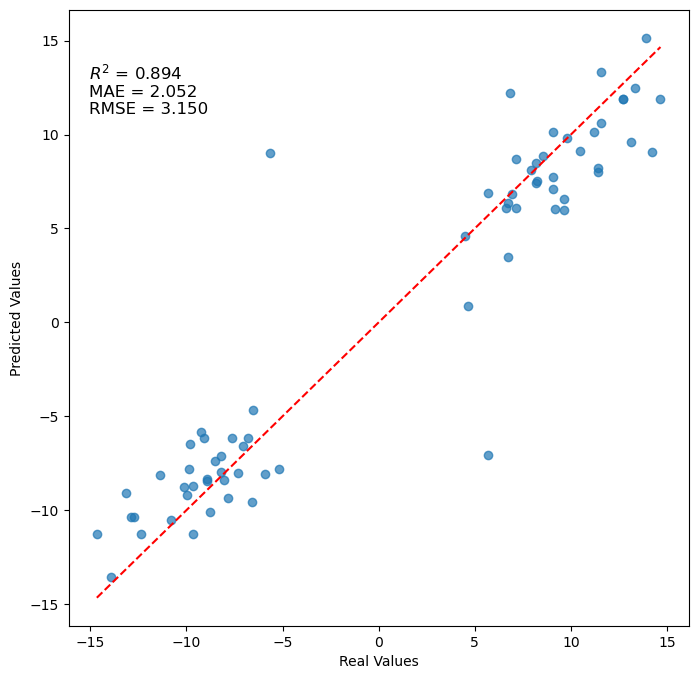 R² = 0.894
MAE = 2.052
RMSE = 3.150
15
10
5
0
−5
−10
−15
Predicted Values
−15 −10 −5 0 5 10 15
Real Values